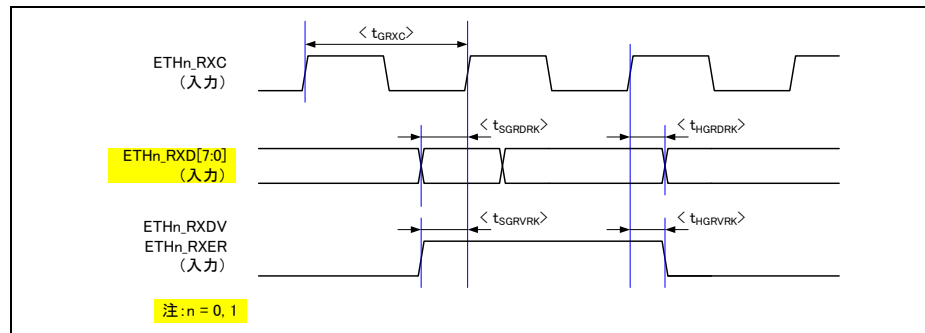 < tGRXC>
ETHn_RXC
(入力)
< tSGRDRK>
< tHGRDRK>
ETHn_RXD[7:0]
(入力)
< tSGRVRK>
< tHGRVRK>
ETHn_RXDV
ETHn_RXER
(入力)
注:n = 0, 1